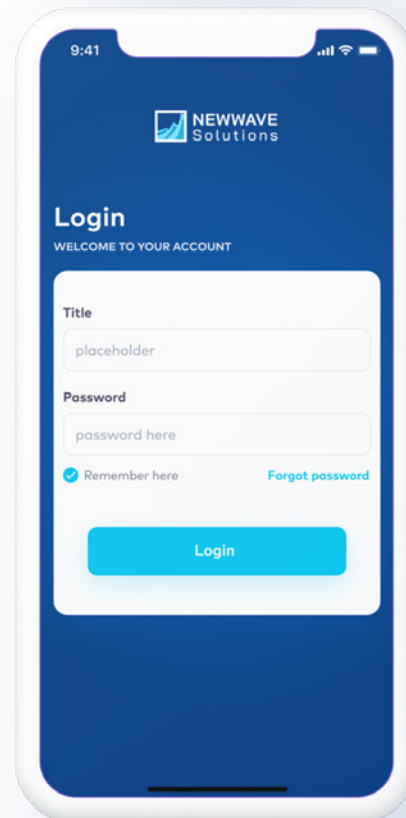 9:41
NEWWAVE
Solutions
Login
WELCOME TO YOUR ACCOUNT
Title
placeholder
Password
password here
Remember here
Forgot password
Login